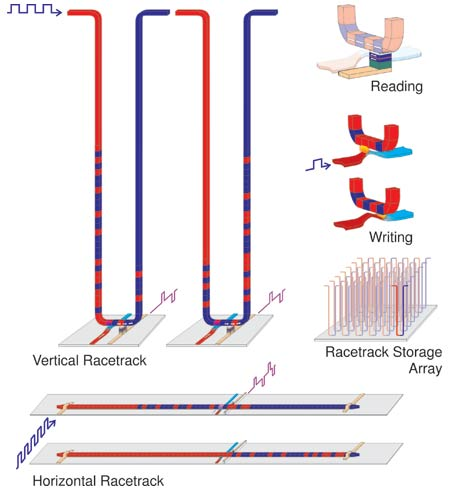 Reading
Writing
Vertical Racetrack
Racetrack Storage
Array
Horizontal Racetrack